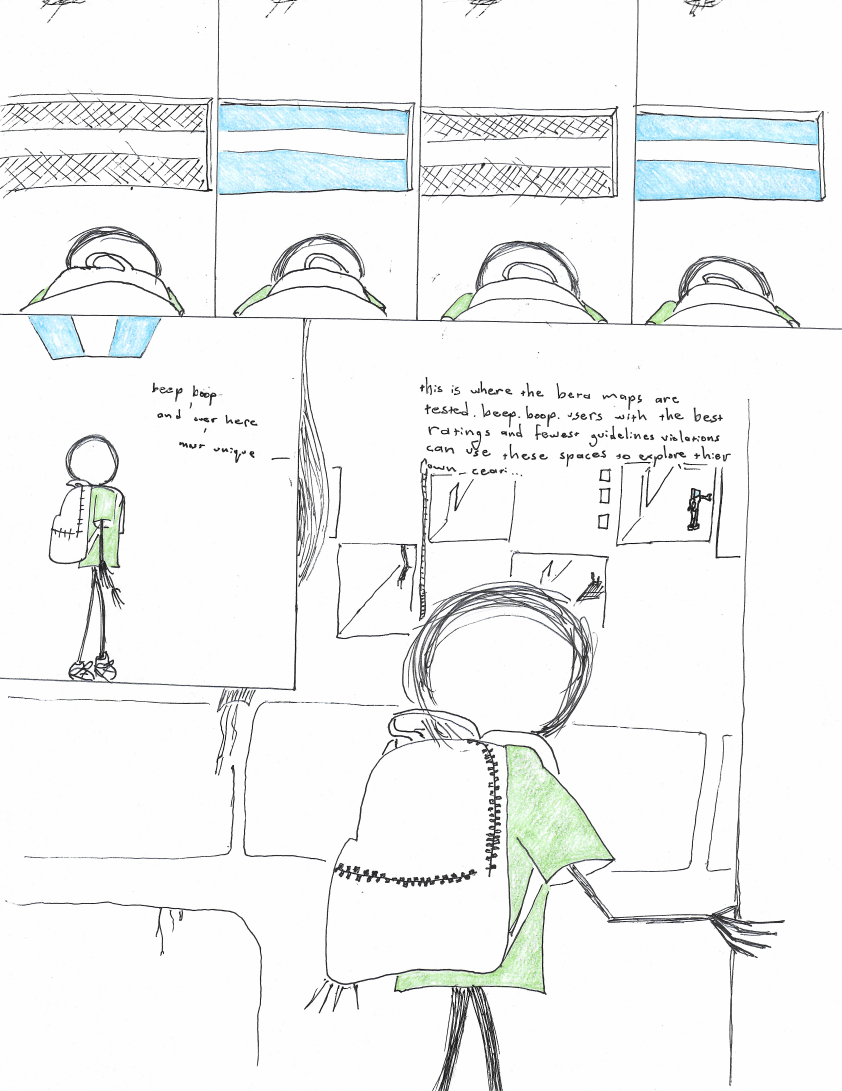 beep boop
and over here
most unique
this is where the beta maps are
tested. beep. boop. users with the best
ratings and fewest guidelines violations
can use these spaces to explore thier
own